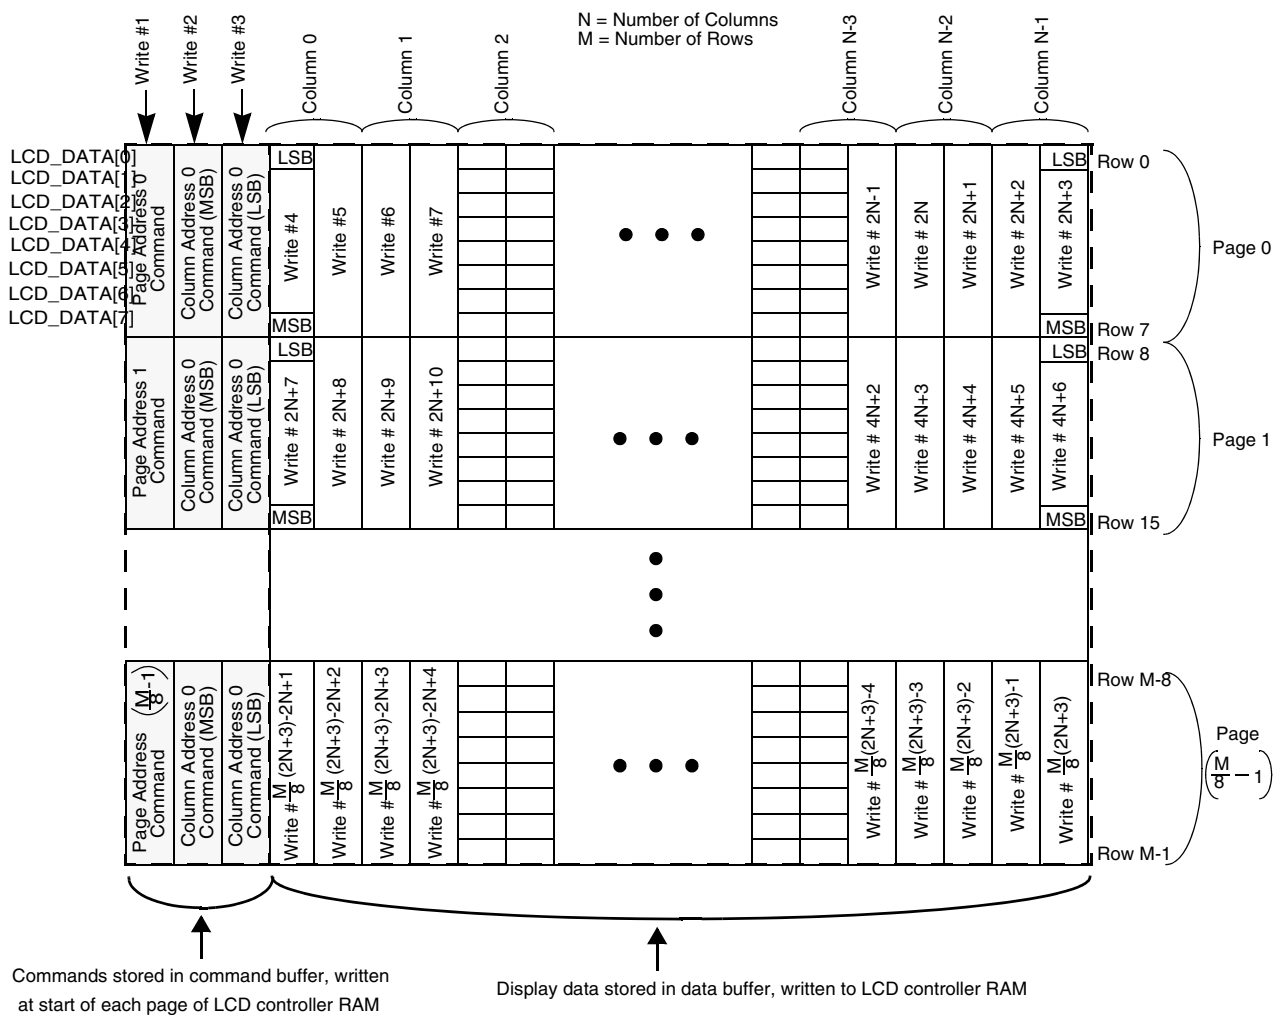 N = Number of Columns
M = Number of Rows
Write #1
Write #2
Write #3
Column 0
Column 1
Column 2
Column N-3
Column N-2
Column N-1
LCD_DATA[0]
LCD_DATA[1]
LCD_DATA[2]
LCD_DATA[3]
LCD_DATA[4]
LCD_DATA[5]
LCD_DATA[6]
LCD_DATA[7]
Page Address 0
Command
Column Address 0
Command (MSB)
Column Address 0
Command (LSB)
LSB
Write #4
MSB
Write #5
Write #6
Write #7
Write # 2N-1
Write # 2N
Write # 2N+1
Write # 2N+2
LSB
Write # 2N+3
MSB
Row 0
Row 7
Page 0
Page Address 1
Command
Column Address 0
Command (MSB)
Column Address 0
Command (LSB)
LSB
Write # 2N+7
MSB
Write # 2N+8
Write # 2N+9
Write # 2N+10
Write # 4N+2
Write # 4N+3
Write # 4N+4
Write # 4N+5
LSB
Write # 4N+6
MSB
Row 8
Row 15
Page 1
Page Address (M/8-1)
Command
Column Address 0
Command (MSB)
Column Address 0
Command (LSB)
Write # M/8 (2N+3)-2N+1
Write # M/8 (2N+3)-2N+2
Write # M/8 (2N+3)-2N+3
Write # M/8 (2N+3)-2N+4
Write # M/8 (2N+3)-4
Write # M/8 (2N+3)-3
Write # M/8 (2N+3)-2
Write # M/8 (2N+3)-1
Write # M/8 (2N+3)
Row M-8
Row M-1
Page
(M/8 – 1)
Commands stored in command buffer, written
at start of each page of LCD controller RAM
Display data stored in data buffer, written to LCD controller RAM